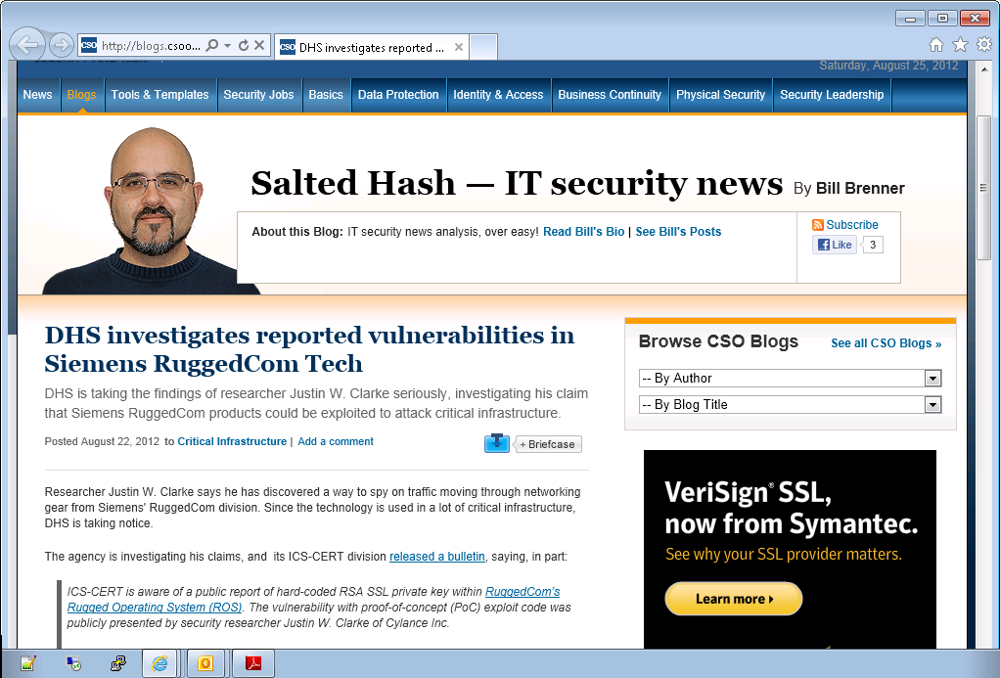 CSO http://blogs.csoo...
CSO DHS investigates reported ...
Saturday, August 25, 2012
News Blogs Tools & Templates Security Jobs Basics Data Protection Identity & Access Business Continuity Physical Security Security Leadership
Salted Hash — IT security news By Bill Brenner
About this Blog: IT security news analysis, over easy! Read Bill's Bio | See Bill's Posts
Subscribe
Like 3
DHS investigates reported vulnerabilities in
Siemens RuggedCom Tech
DHS is taking the findings of researcher Justin W. Clarke seriously, investigating his claim
that Siemens RuggedCom products could be exploited to attack critical infrastructure.
Posted August 22, 2012 to Critical Infrastructure | Add a comment
+ Briefcase
Researcher Justin W. Clarke says he has discovered a way to spy on traffic moving through networking
gear from Siemens' RuggedCom division. Since the technology is used in a lot of critical infrastructure,
DHS is taking notice.
The agency is investigating his claims, and its ICS-CERT division released a bulletin, saying, in part:
ICS-CERT is aware of a public report of hard-coded RSA SSL private key within RuggedCom's
Rugged Operating System (ROS). The vulnerability with proof-of-concept (PoC) exploit code was
publicly presented by security researcher Justin W. Clarke of Cylance Inc.
Browse CSO Blogs See all CSO Blogs »
-- By Author
-- By Blog Title
VeriSign® SSL,
now from Symantec.
See why your SSL provider matters.
Learn more